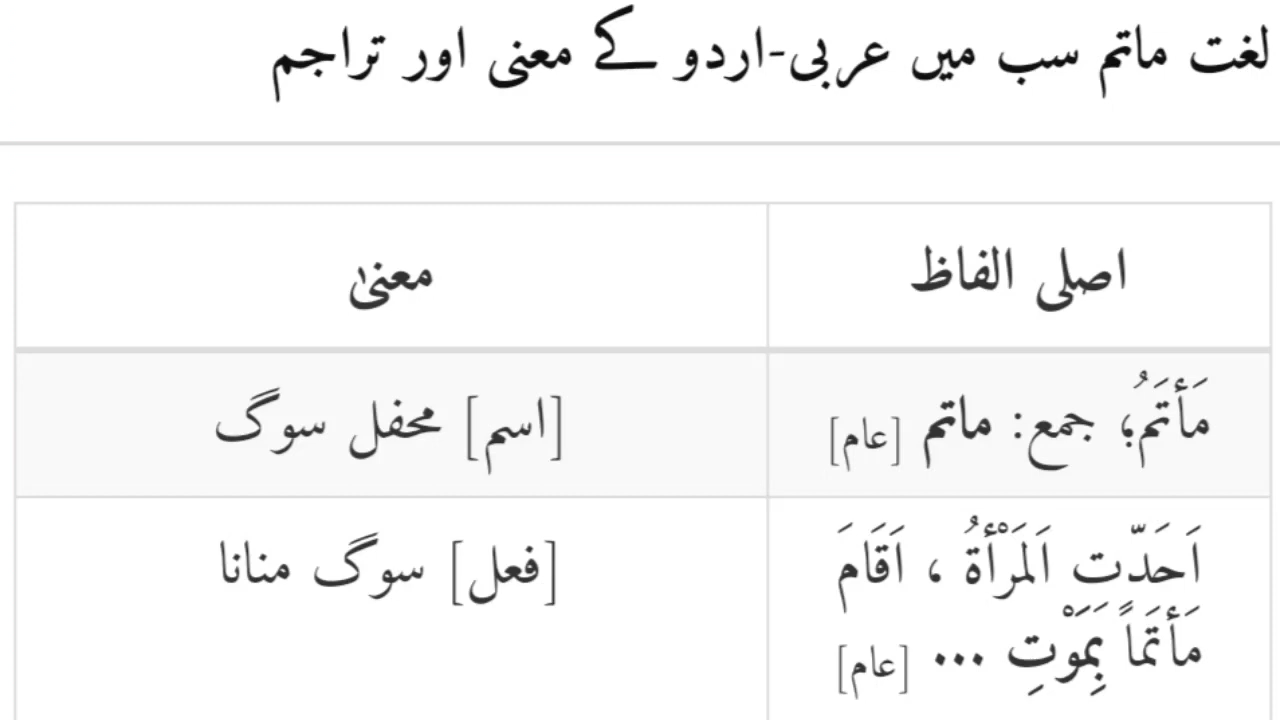 لغت ماتم سب میں عربی-اردو کے معنی اور تراجم
اصلی الفاظ
معنیٰ
مَأتَمُ؛ جمع: ماتم [عام]
[اسم] محفل سوگ
اَحَدّت اَلمَرْأةُ ، اَقَامَ
[فعل] سوگ منانا
مَأتَماً بِمَوْتِ ... [عام]